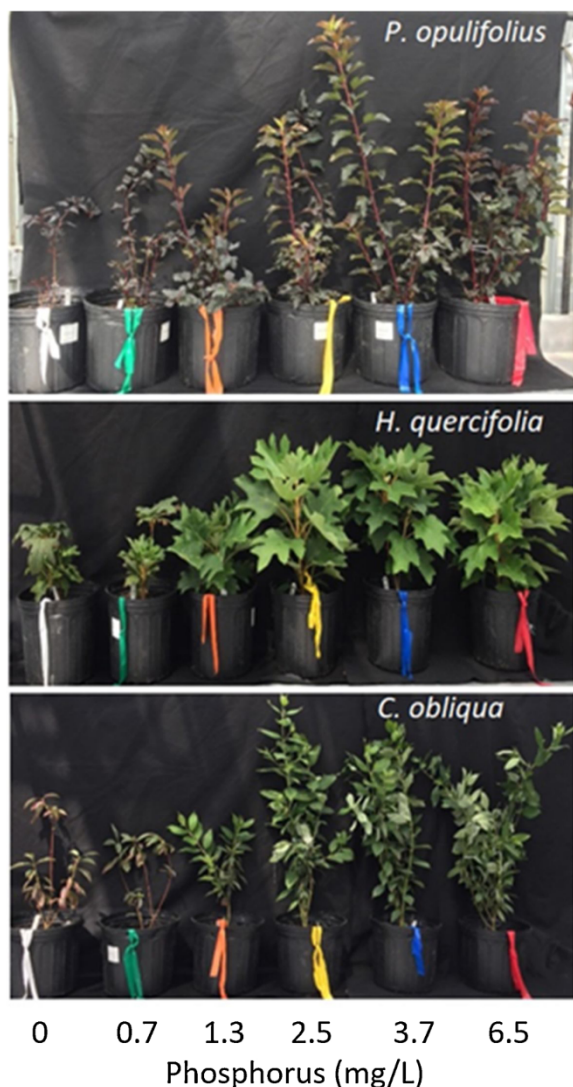 P. opulifolius
H. quercifolia
C. obliqua
0 0.7 1.3 2.5 3.7 6.5
Phosphorus (mg/L)